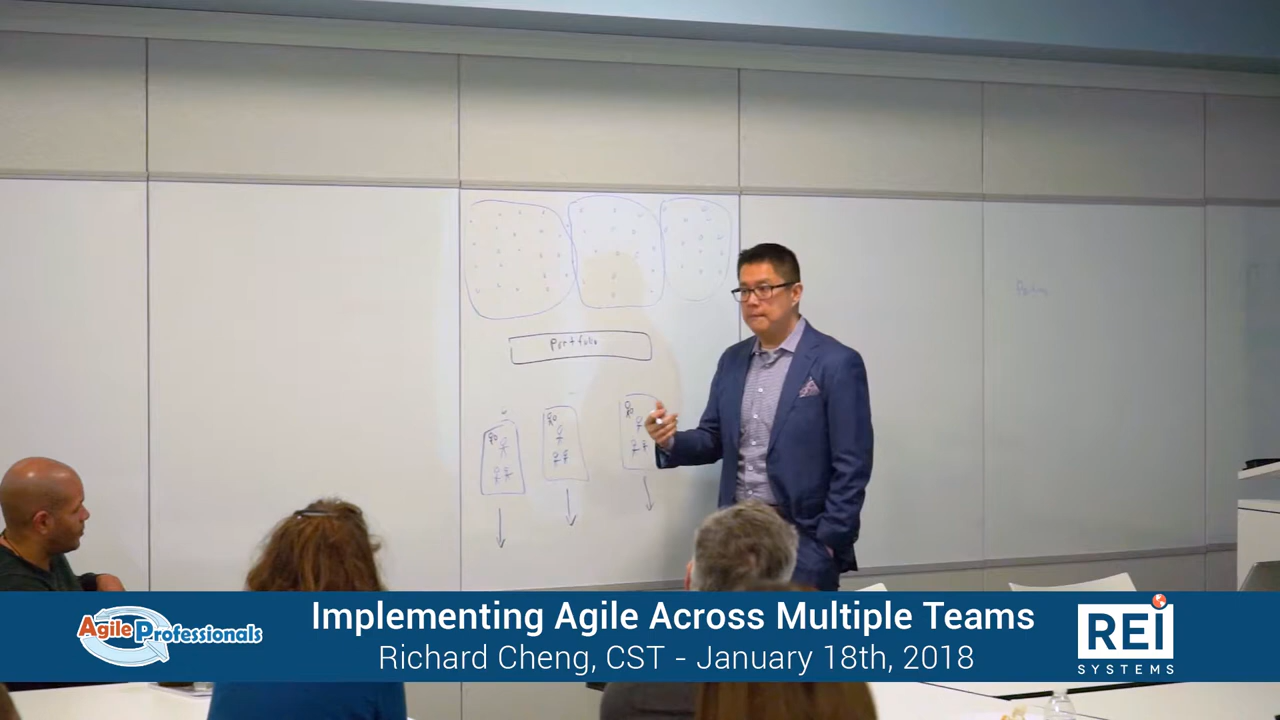 Portfolio
Agile Professionals
Implementing Agile Across Multiple Teams
Richard Cheng, CST - January 18th, 2018
REI
SYSTEMS